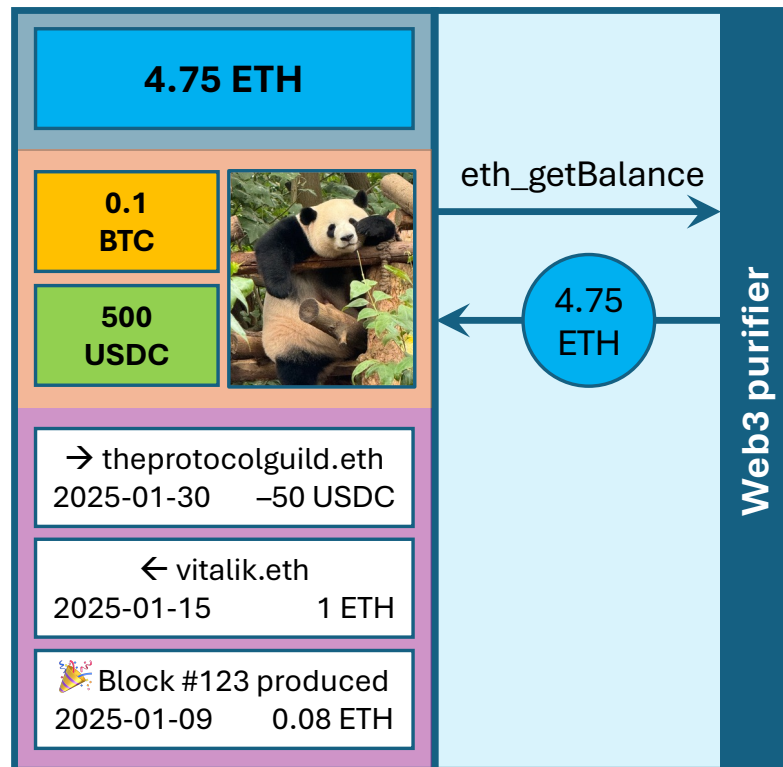 4.75 ETH
0.1
BTC
500
USDC
→ theprotocolguild.eth
2025-01-30 –50 USDC
← vitalik.eth
2025-01-15 1 ETH
🎉 Block #123 produced
2025-01-09 0.08 ETH
eth_getBalance
4.75
ETH
Web3 purifier